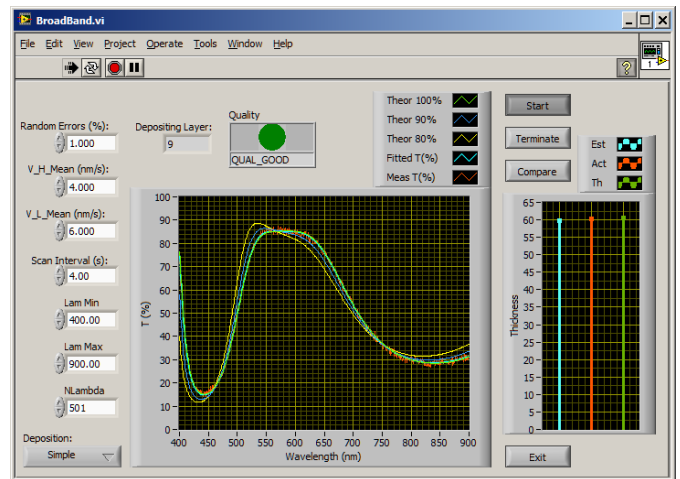 BroadBand.vi
File Edit View Project Operate Tools Window Help
1
Random Errors (%):
1.000
V_H_Mean (nm/s):
4.000
V_L_Mean (nm/s):
6.000
Scan Interval (s):
4.00
Lam Min
400.00
Lam Max
900.00
NLambda
501
Deposition:
Simple
Depositing Layer:
9
Quality
QUAL_GOOD
Theor 100%
Theor 90%
Theor 80%
Fitted T(%)
Meas T(%)
T (%)
100
90
80
70
60
50
40
30
20
10
0
400 450 500 550 600 650 700 750 800 850 900
Wavelength (nm)
Start
Terminate
Compare
Est
Act
Th
Thickness
65
60
55
50
45
40
35
30
25
20
15
10
5
0
Exit